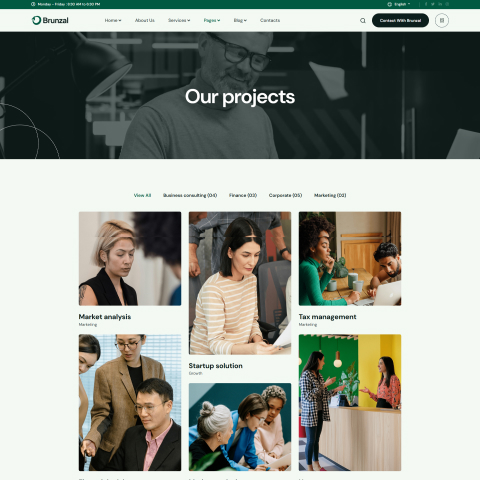 Monday - Friday : 8:00 AM to 6:00 PM
English
Brunzal
Home
About Us
Services
Pages
Blog
Contacts
Contact With Brunzal
Our projects
View All
Business consulting (04)
Finance (03)
Corporate (05)
Marketing (02)
Market analysis
Marketing
Startup solution
Growth
Tax management
Marketing